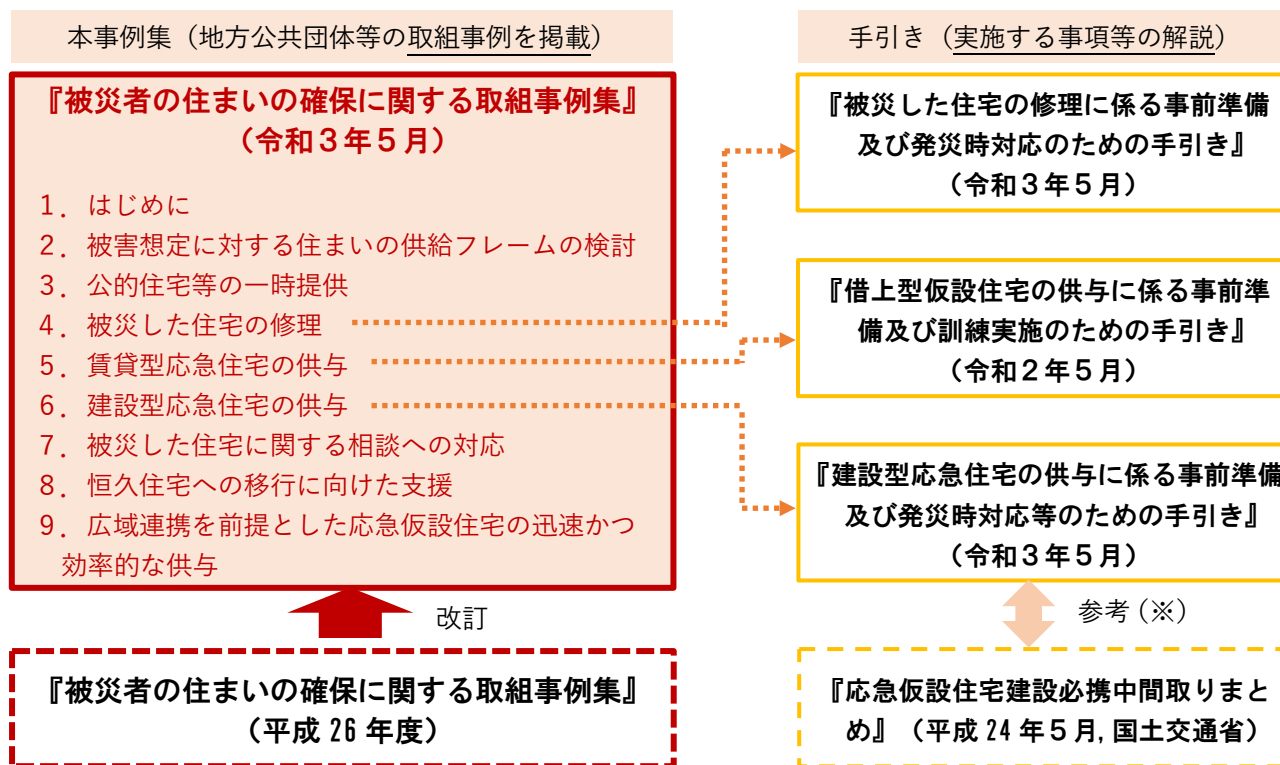 本事例集（地方公共団体等の取組事例を掲載）
『被災者の住まいの確保に関する取組事例集』
（令和３年５月）
1．はじめに
2．被害想定に対する住まいの供給フレームの検討
3．公的住宅等の一時提供
4．被災した住宅の修理
5．賃貸型応急住宅の供与
6．建設型応急住宅の供与
7．被災した住宅に関する相談への対応
8．恒久住宅への移行に向けた支援
9．広域連携を前提とした応急仮設住宅の迅速かつ
効率的な供与
改訂
『被災者の住まいの確保に関する取組事例集』
（平成 26 年度）
手引き（実施する事項等の解説）
『被災した住宅の修理に係る事前準備
及び発災時対応のための手引き』
（令和３年５月）
『借上型仮設住宅の供与に係る事前準
備及び訓練実施のための手引き』
（令和２年５月）
『建設型応急住宅の供与に係る事前準備
及び発災時対応等のための手引き』
（令和３年５月）
参考（※）
『応急仮設住宅建設必携中間取りまと
め』（平成 24 年５月, 国土交通省）